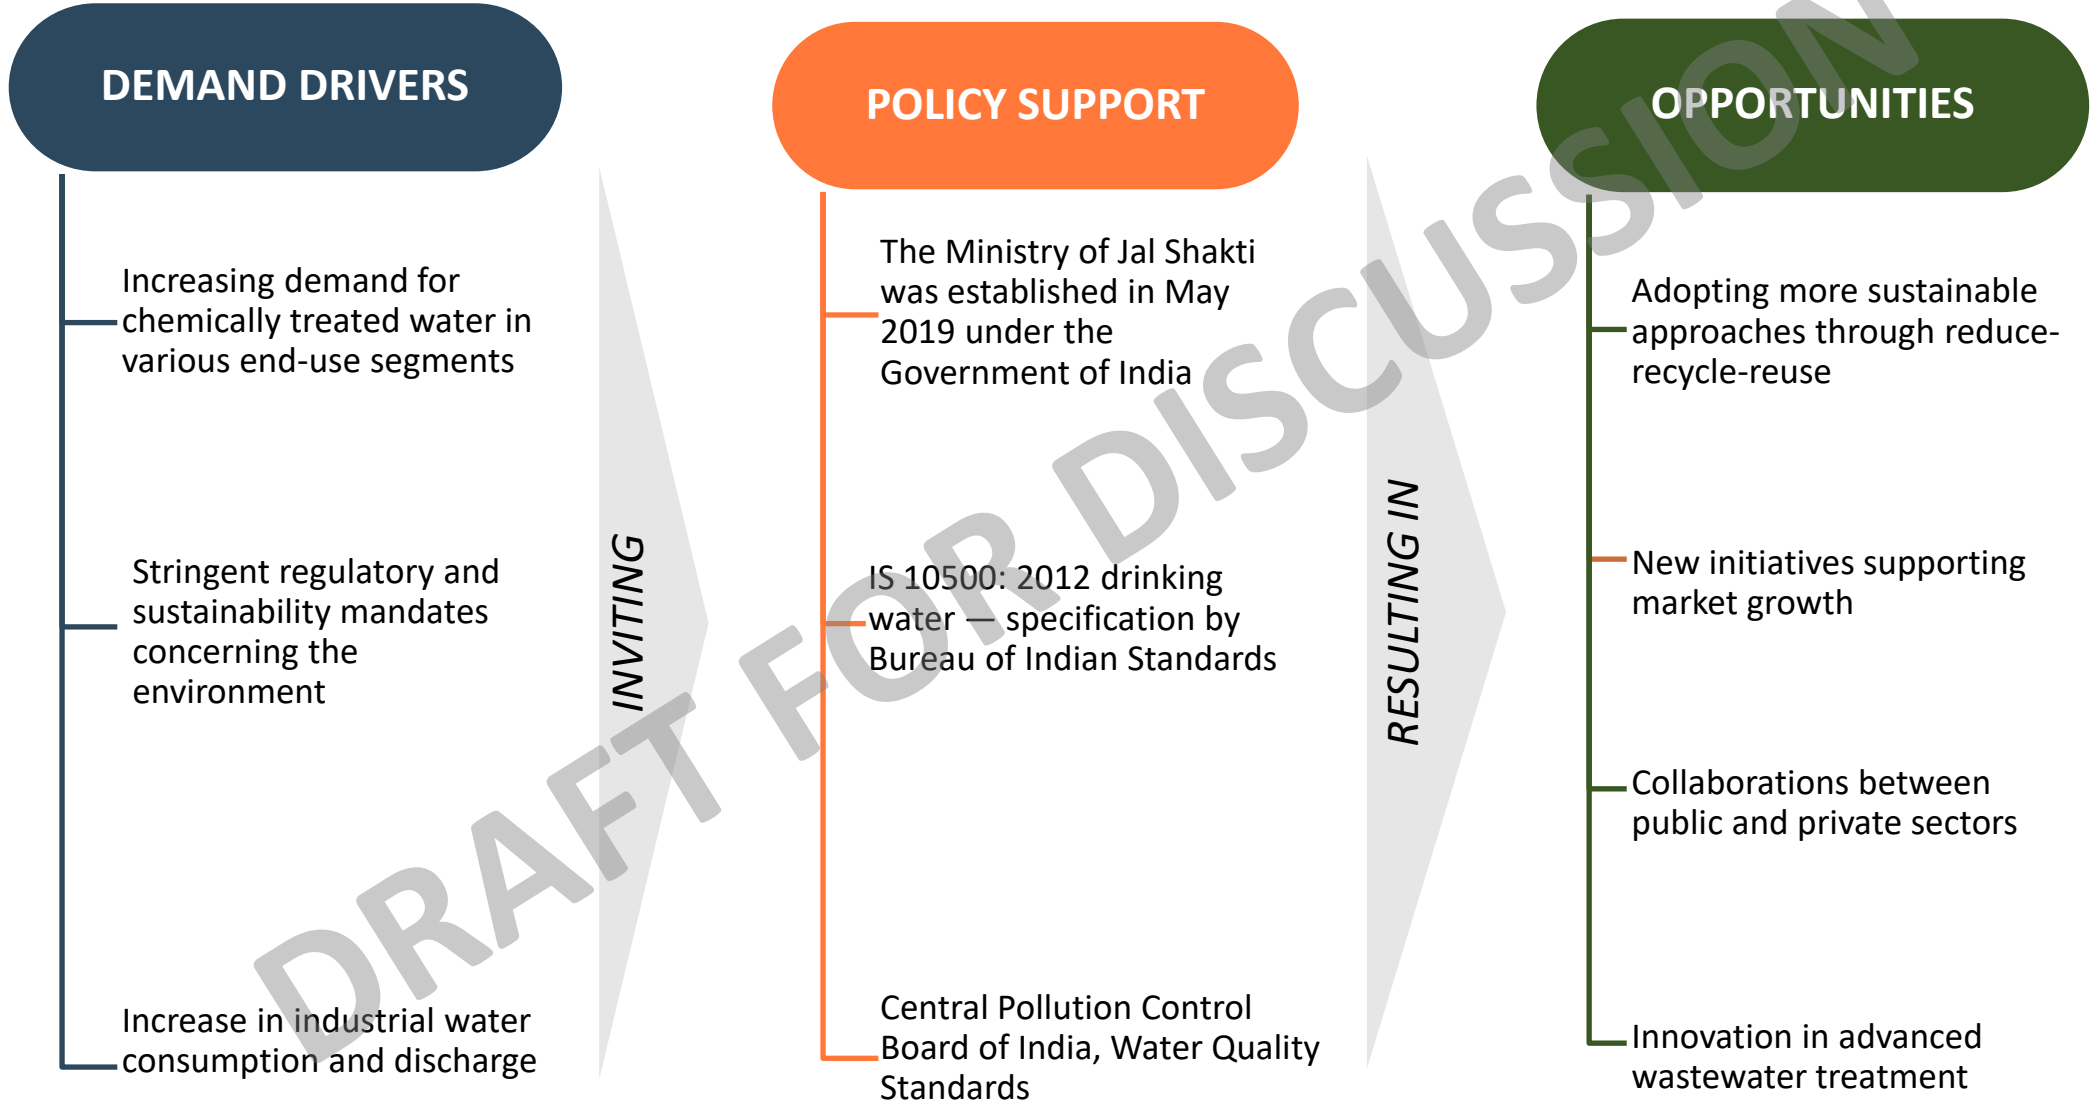 DEMAND DRIVERS
Increasing demand for
chemically treated water in
various end-use segments
Stringent regulatory and
sustainability mandates
concerning the
environment
Increase in industrial water
consumption and discharge
INVITING
POLICY SUPPORT
The Ministry of Jal Shakti
was established in May
2019 under the
Government of India
IS 10500: 2012 drinking
water — specification by
Bureau of Indian Standards
Central Pollution Control
Board of India, Water Quality
Standards
RESULTING IN
OPPORTUNITIES
Adopting more sustainable
approaches through reduce-
recycle-reuse
New initiatives supporting
market growth
Collaborations between
public and private sectors
Innovation in advanced
wastewater treatment
DRAFT FOR DISCUSSION